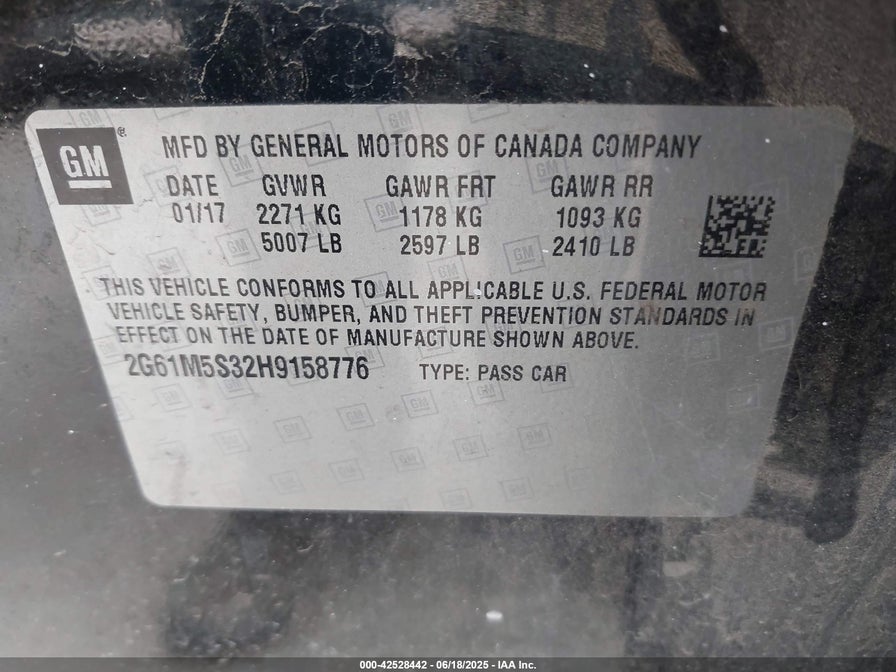 GM®
MFD BY GENERAL MOTORS OF CANADA COMPANY
DATE GVWR GAWR FRT GAWR RR
01/17 2271 KG 1178 KG 1093 KG
5007 LB 2597 LB 2410 LB
THIS VEHICLE CONFORMS TO ALL APPLICABLE U.S. FEDERAL MOTOR
VEHICLE SAFETY, BUMPER, AND THEFT PREVENTION STANDARDS IN
EFFECT ON THE DATE OF MANUFACTURE SHOWN ABOVE.
2G61M5S32H9158776 TYPE: PASS CAR
000-42528442 - 06/18/2025 - IAA Inc.